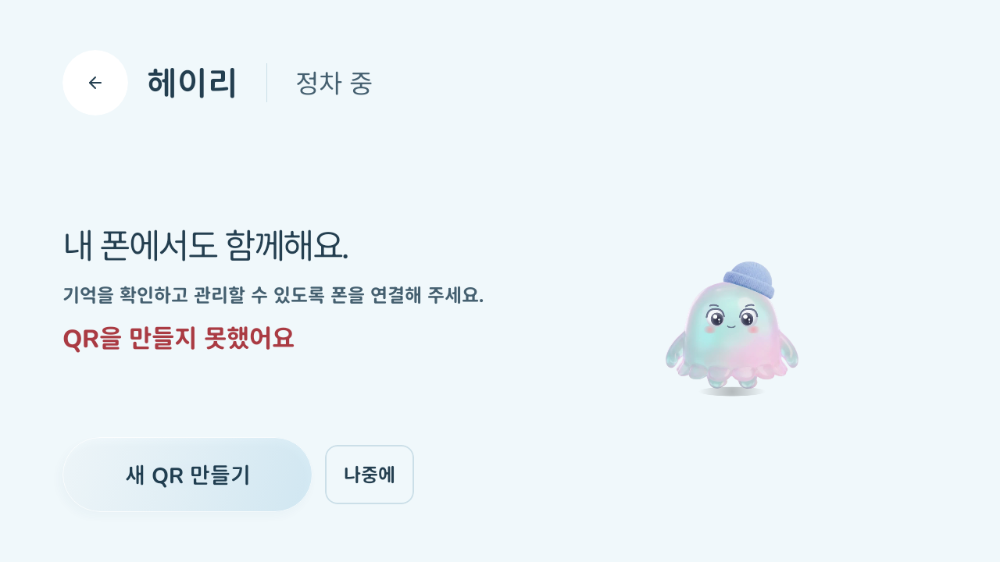 헤이리
정차 중
내 폰에서도 함께해요.
기억을 확인하고 관리할 수 있도록 폰을 연결해 주세요.
QR을 만들지 못했어요
새 QR 만들기
나중에